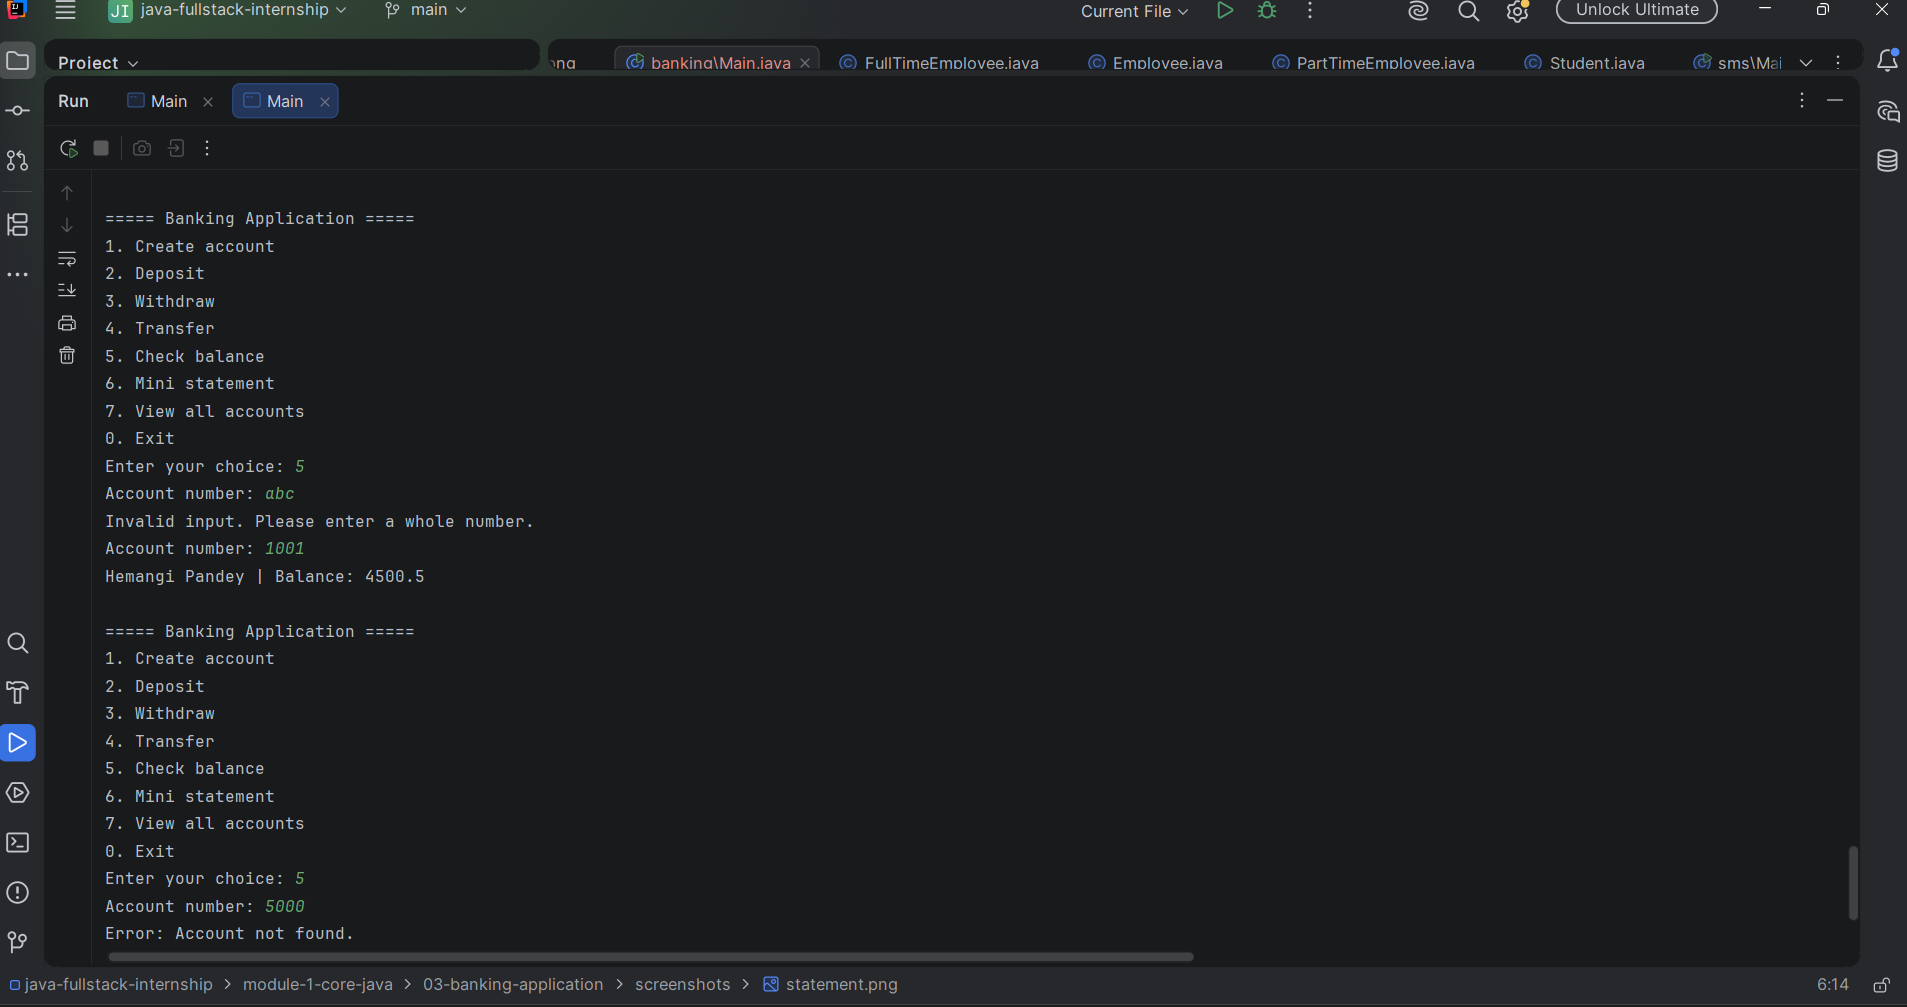 JI java-fullstack-internship main Current File Unlock Ultimate
Project ong banking\Main.java FullTimeEmployee.java Employee.java PartTimeEmployee.java Student.java sms\Mai
Run Main Main
===== Banking Application =====
1. Create account
2. Deposit
3. Withdraw
4. Transfer
5. Check balance
6. Mini statement
7. View all accounts
0. Exit
Enter your choice: 5
Account number: abc
Invalid input. Please enter a whole number.
Account number: 1001
Hemangi Pandey | Balance: 4500.5
===== Banking Application =====
1. Create account
2. Deposit
3. Withdraw
4. Transfer
5. Check balance
6. Mini statement
7. View all accounts
0. Exit
Enter your choice: 5
Account number: 5000
Error: Account not found.
java-fullstack-internship > module-1-core-java > 03-banking-application > screenshots > statement.png 6:14